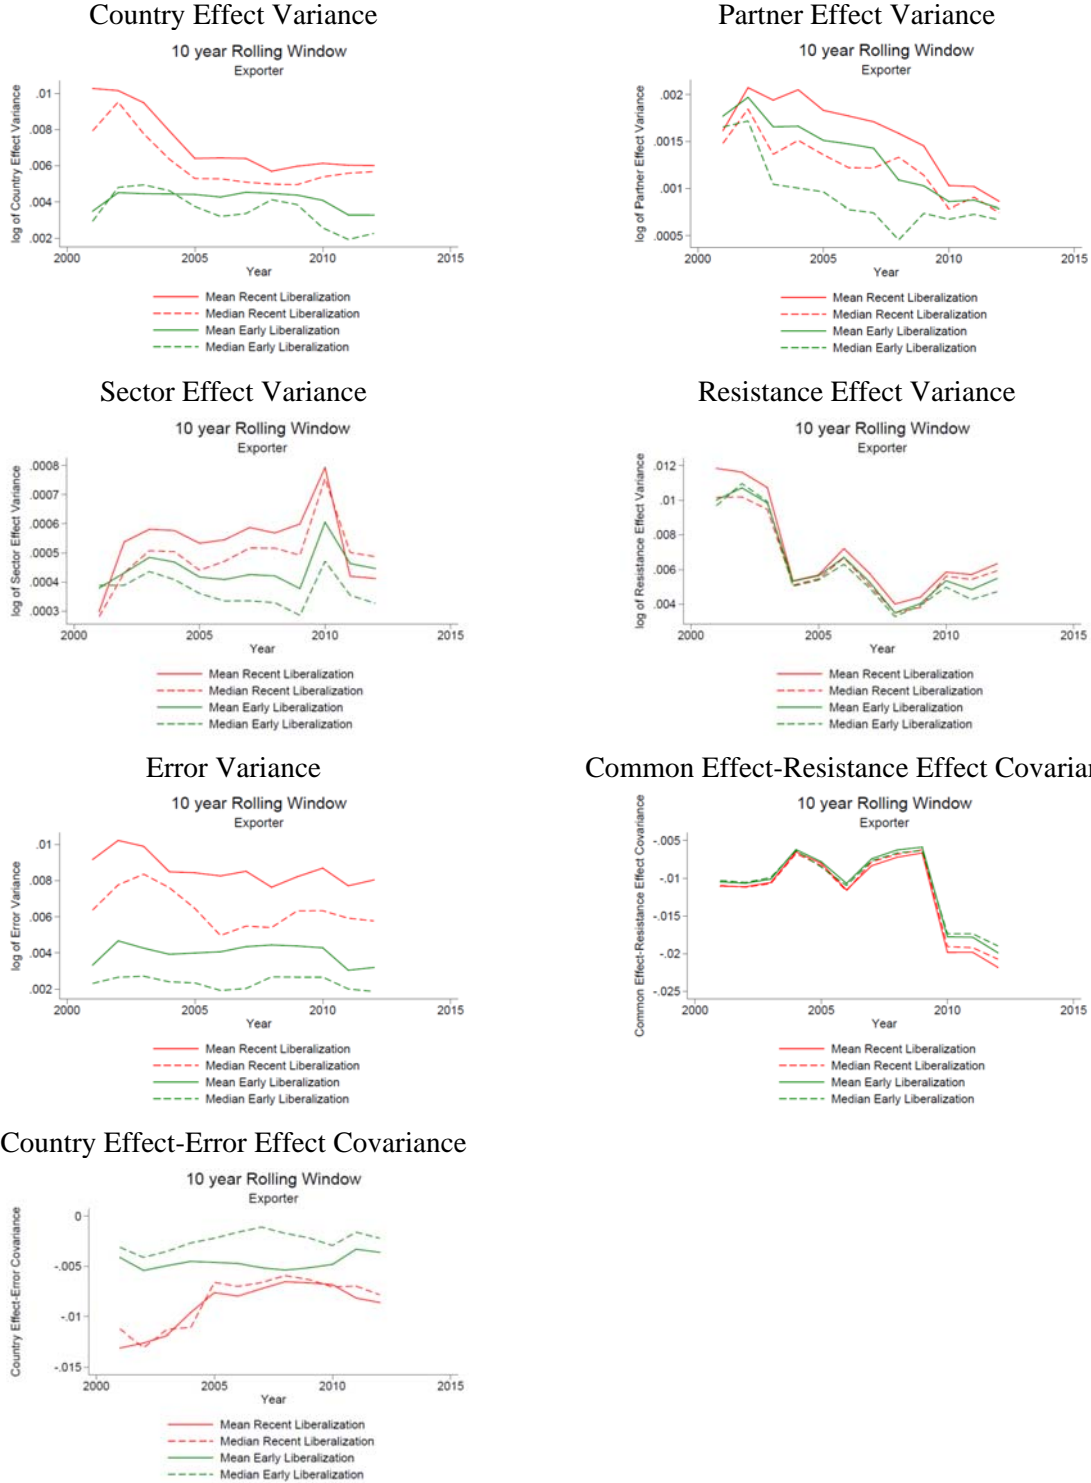 Country Effect Variance
10 year Rolling Window
Exporter
log of Country Effect Variance
.01
.008
.006
.004
.002
2000
2005
2010
2015
Year
Mean Recent Liberalization
Median Recent Liberalization
Mean Early Liberalization
Median Early Liberalization
Partner Effect Variance
10 year Rolling Window
Exporter
log of Partner Effect Variance
.002
.0015
.001
.0005
2000
2005
2010
2015
Year
Mean Recent Liberalization
Median Recent Liberalization
Mean Early Liberalization
Median Early Liberalization
Sector Effect Variance
10 year Rolling Window
Exporter
log of Sector Effect Variance
.0008
.0007
.0006
.0005
.0004
.0003
2000
2005
2010
2015
Year
Mean Recent Liberalization
Median Recent Liberalization
Mean Early Liberalization
Median Early Liberalization
Resistance Effect Variance
10 year Rolling Window
Exporter
log of Resistance Effect Variance
.012
.01
.008
.006
.004
2000
2005
2010
2015
Year
Mean Recent Liberalization
Median Recent Liberalization
Mean Early Liberalization
Median Early Liberalization
Error Variance
10 year Rolling Window
Exporter
log of Error Variance
.01
.008
.006
.004
.002
2000
2005
2010
2015
Year
Mean Recent Liberalization
Median Recent Liberalization
Mean Early Liberalization
Median Early Liberalization
Common Effect-Resistance Effect Covarian
10 year Rolling Window
Exporter
Common Effect-Resistance Effect Covariance
-.005
-.01
-.015
-.02
-.025
2000
2005
2010
2015
Year
Mean Recent Liberalization
Median Recent Liberalization
Mean Early Liberalization
Median Early Liberalization
Country Effect-Error Effect Covariance
10 year Rolling Window
Exporter
Country Effect-Error Covariance
0
-.005
-.01
-.015
2000
2005
2010
2015
Year
Mean Recent Liberalization
Median Recent Liberalization
Mean Early Liberalization
Median Early Liberalization